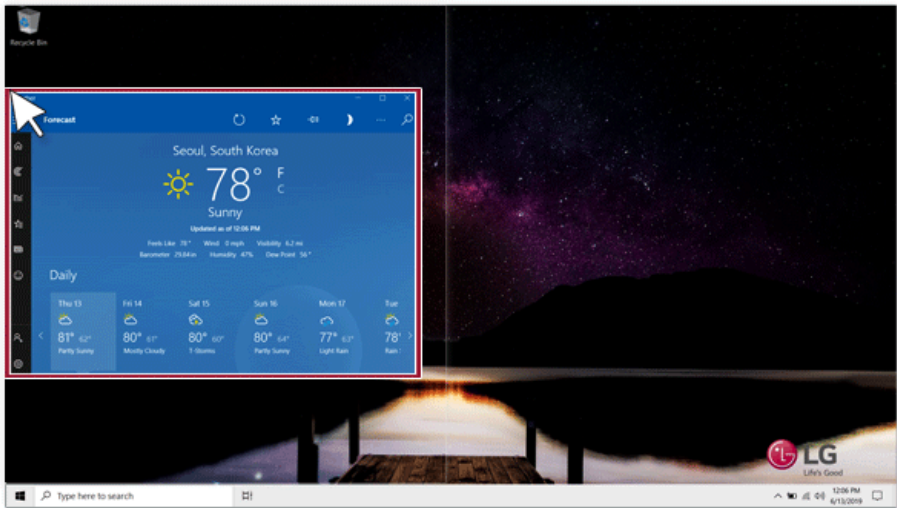 Recycle Bin
Forecast
Seoul, South Korea
78° F
C
Sunny
Updated as of 12:06 PM
Feels Like 78° Wind 0 mph Visibility 6.2 mi
Barometer 29.84 in Humidity 47% Dew Point 56°
Daily
Thu 13 Fri 14 Sat 15 Sun 16 Mon 17 Tue
81° 62° 80° 61° 80° 60° 80° 64° 77° 63° 78°
Partly Sunny Mostly Cloudy T-Storms Partly Sunny Light Rain Rain
LG
Life's Good
Type here to search
12:06 PM
6/13/2019